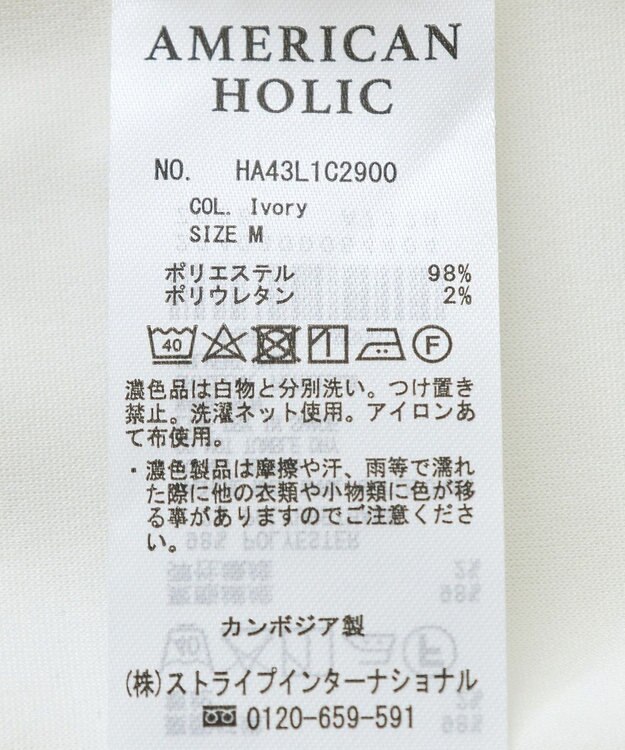 AMERICAN
HOLIC
NO. HA43L1C2900
COL. Ivory
SIZE M
ポリエステル 98%
ポリウレタン 2%
40 F
濃色品は白物と分別洗い。つけ置き
禁止。洗濯ネット使用。アイロンあ
て布使用。
・濃色製品は摩擦や汗、雨等で濡れ
た際に他の衣類や小物類に色が移
る事がありますのでご注意くださ
い。
カンボジア製
(株)ストライプインターナショナル
0120-659-591